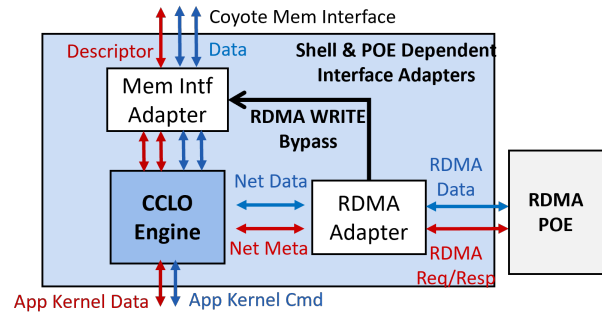 Coyote Mem Interface
Descriptor
Data
Shell & POE Dependent
Interface Adapters
Mem Intf
Adapter
RDMA WRITE
Bypass
CCLO
Engine
Net Data
Net Meta
RDMA
Adapter
RDMA
Data
RDMA
Req/Resp
RDMA
POE
App Kernel Data
App Kernel Cmd